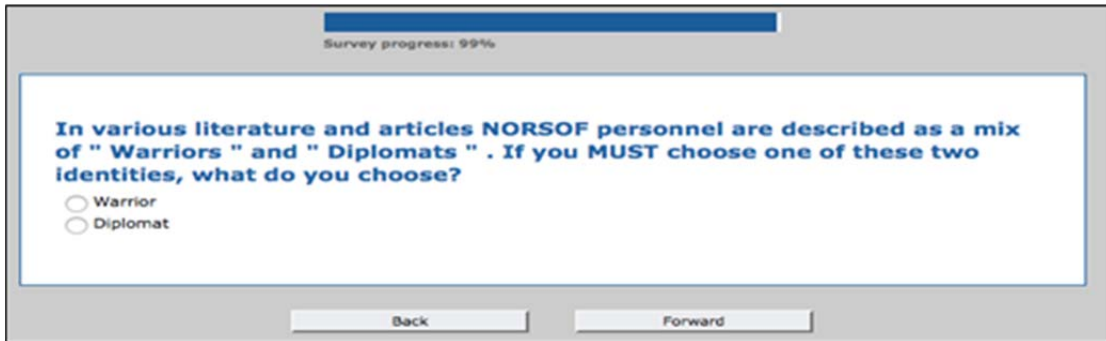 Survey progress: 99%
In various literature and articles NORSOF personnel are described as a mix
of " Warriors " and " Diplomats " . If you MUST choose one of these two
identities, what do you choose?
Warrior
Diplomat
Back
Forward